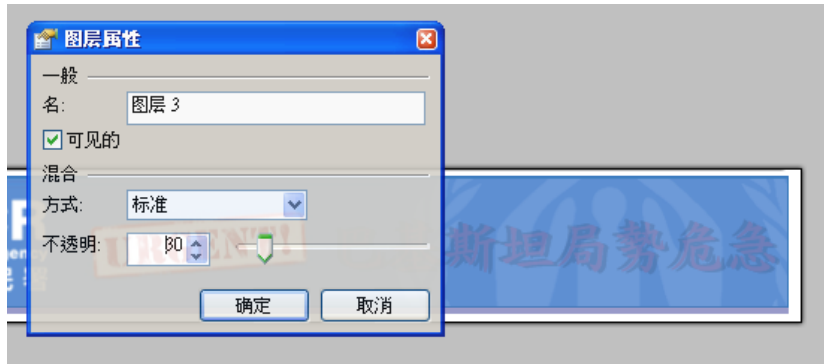 图层属性
一般
名: 图层 3
可见的
混合
方式: 标准
URGENT!
斯坦局勢危急
不透明: 30
确定 取消